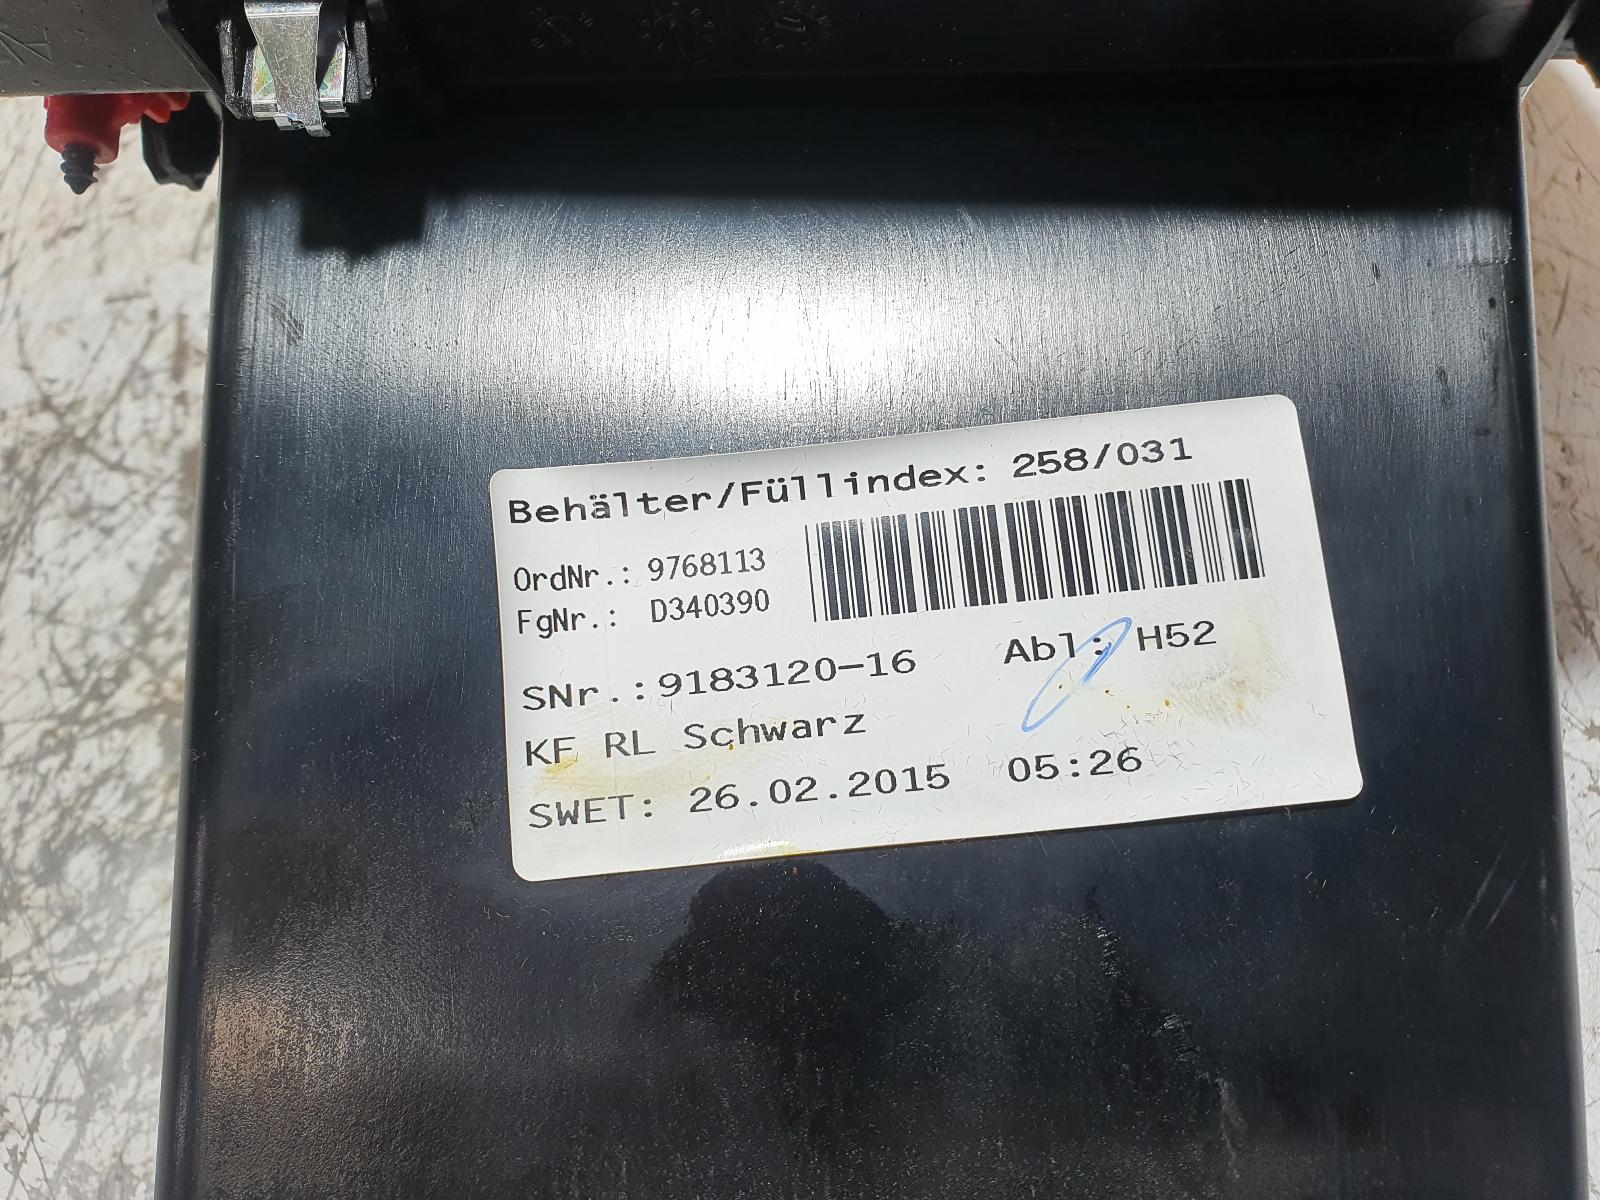 Behälter/Füllindex: 258/031
OrdNr.: 9768113
FgNr.: D340390
SNr.:9183120-16 Abl: H52
KF RL Schwarz
SWET: 26.02.2015 05:26